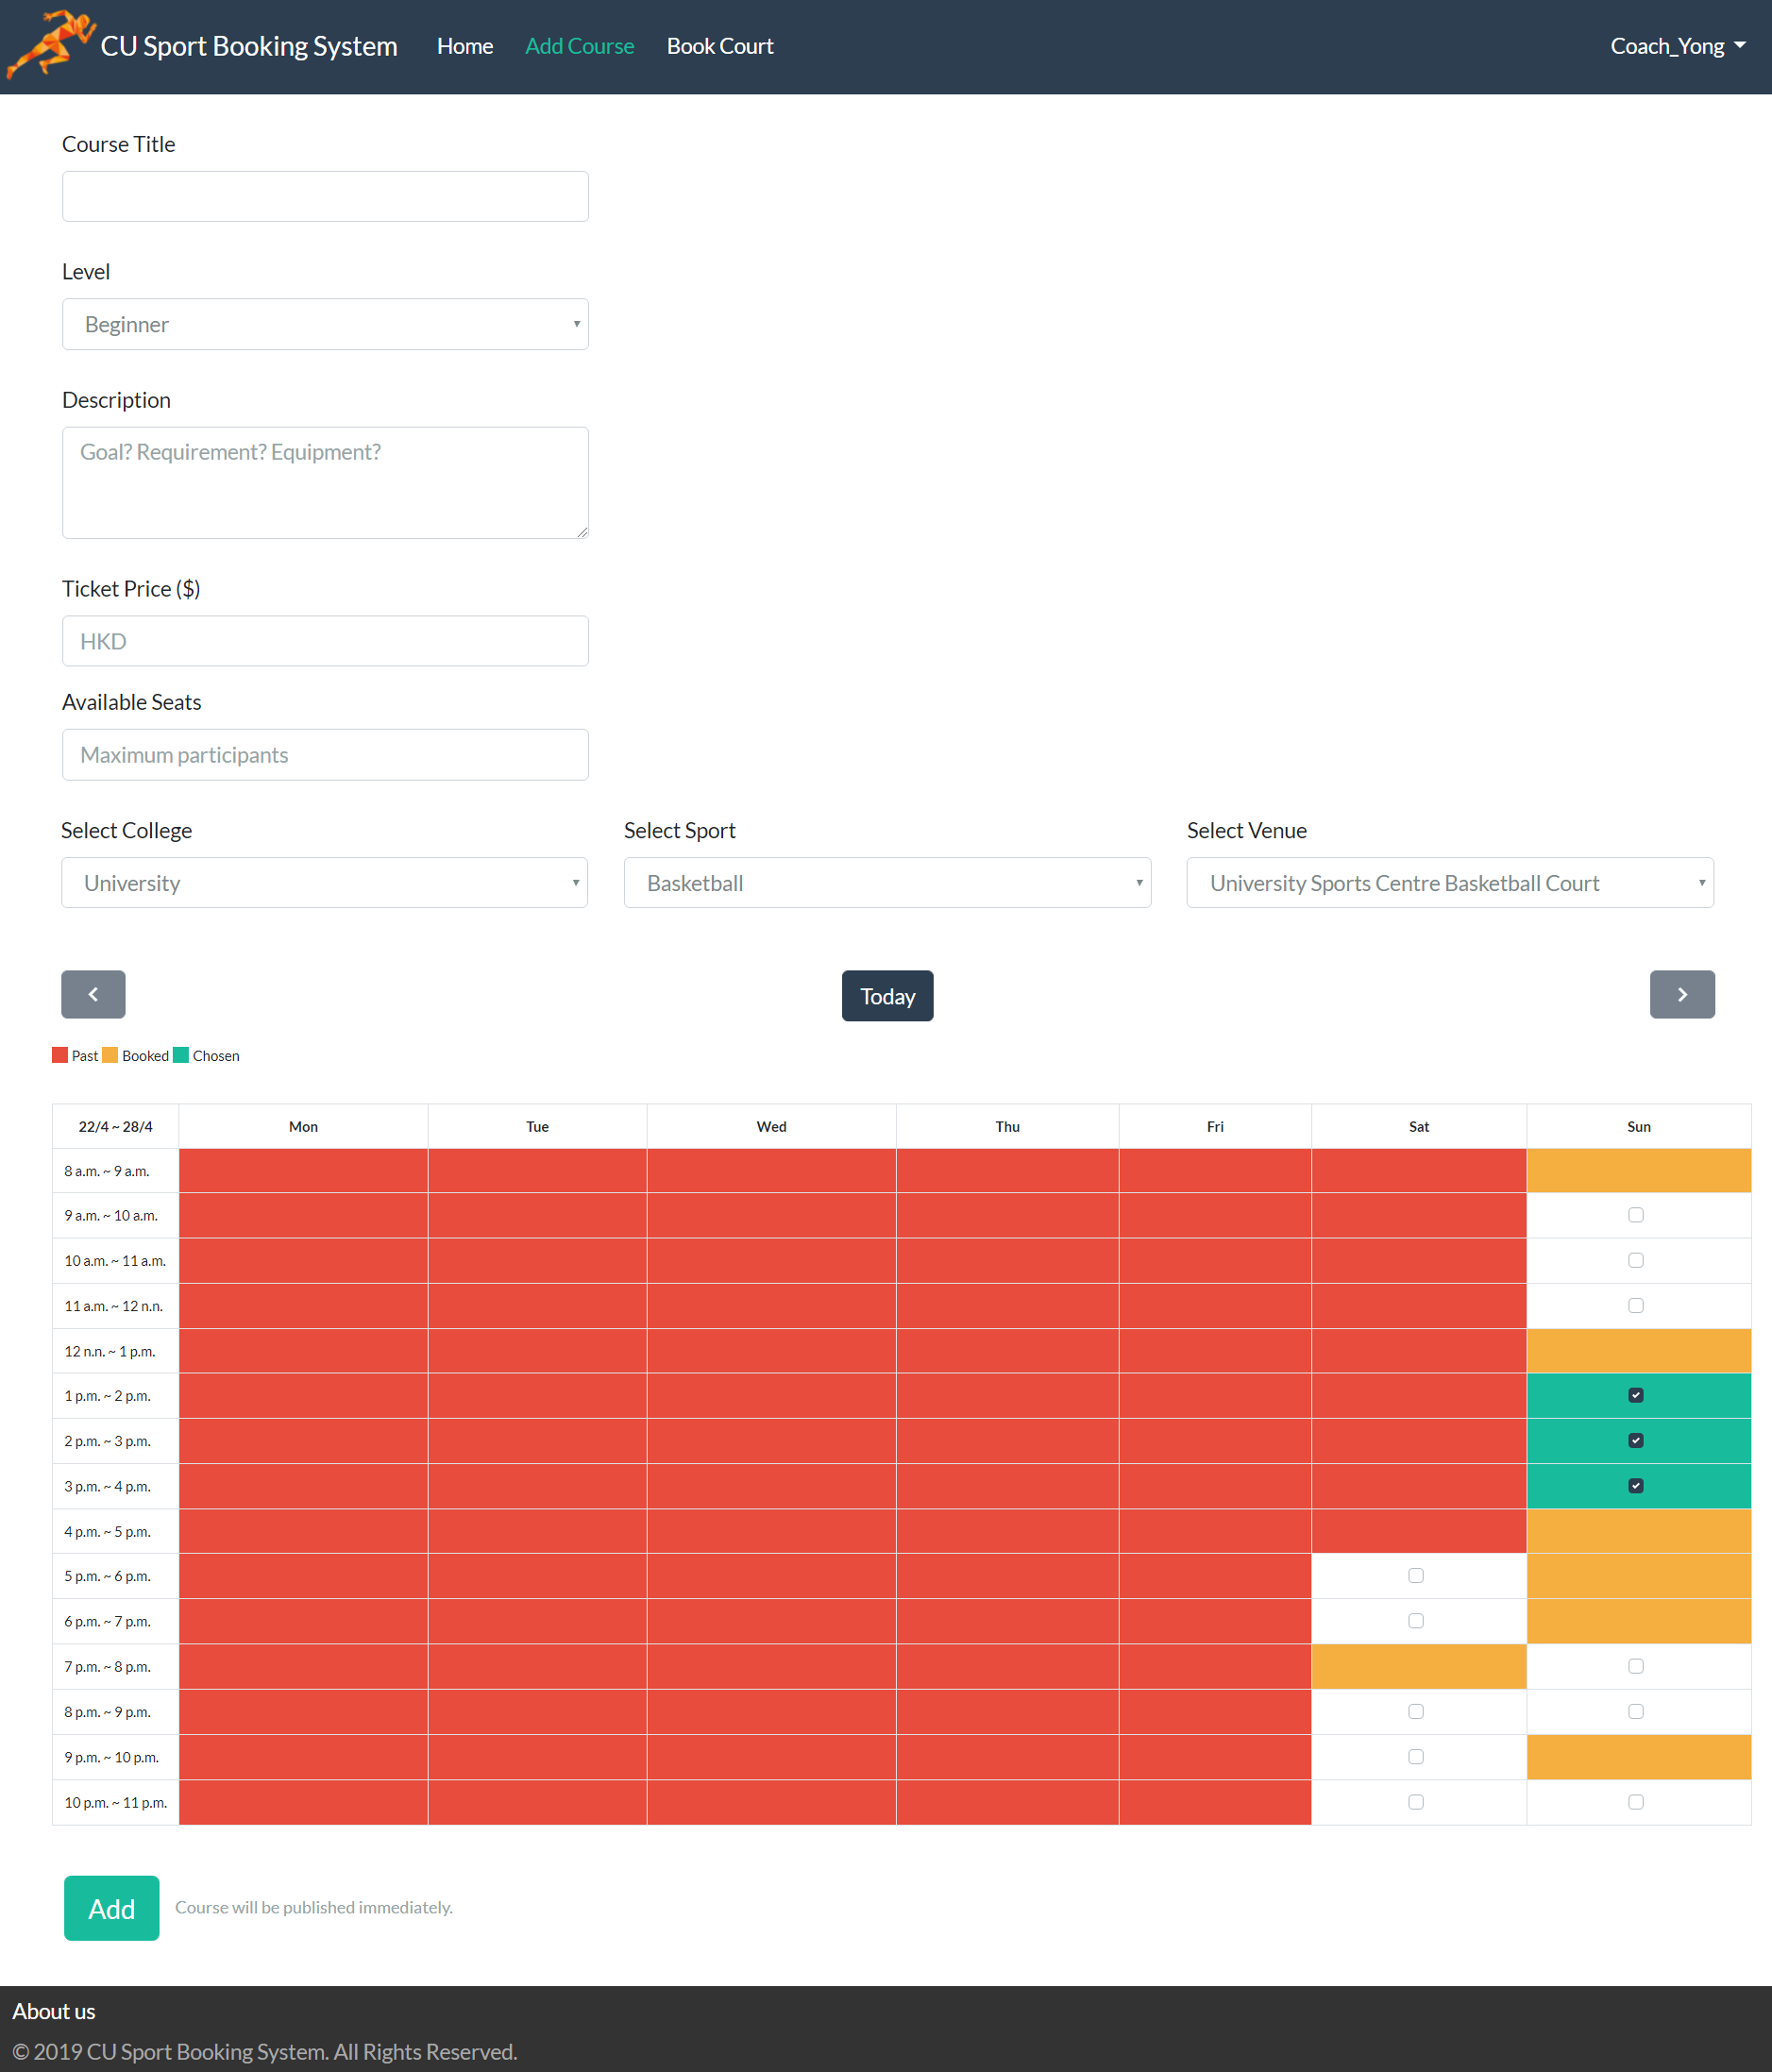 CU Sport Booking System Home Add Course Book Court Coach_Yong
Course Title
Level
Beginner
Description
Goal? Requirement? Equipment?
Ticket Price ($)
HKD
Available Seats
Maximum participants
Select College Select Sport Select Venue
University Basketball University Sports Centre Basketball Court
Today
Past Booked Chosen
22/4 ~ 28/4 Mon Tue Wed Thu Fri Sat Sun
8 a.m. ~ 9 a.m.
9 a.m. ~ 10 a.m.
10 a.m. ~ 11 a.m.
11 a.m. ~ 12 n.n.
12 n.n. ~ 1 p.m.
1 p.m. ~ 2 p.m.
2 p.m. ~ 3 p.m.
3 p.m. ~ 4 p.m.
4 p.m. ~ 5 p.m.
5 p.m. ~ 6 p.m.
6 p.m. ~ 7 p.m.
7 p.m. ~ 8 p.m.
8 p.m. ~ 9 p.m.
9 p.m. ~ 10 p.m.
10 p.m. ~ 11 p.m.
Add Course will be published immediately.
About us
© 2019 CU Sport Booking System. All Rights Reserved.